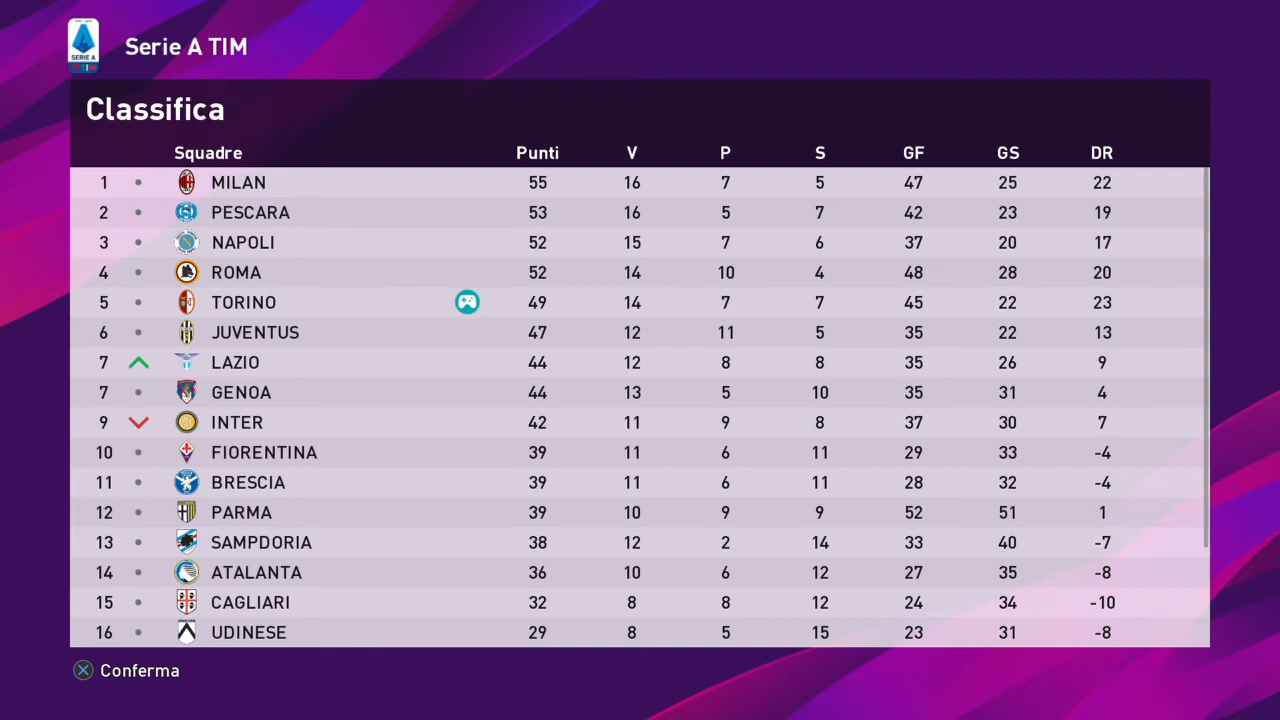 SERIE A
TIM
Serie A TIM
Classifica
Squadre Punti V P S GF GS DR
1 MILAN 55 16 7 5 47 25 22
2 PESCARA 53 16 5 7 42 23 19
3 NAPOLI 52 15 7 6 37 20 17
4 ROMA 52 14 10 4 48 28 20
5 TORINO 49 14 7 7 45 22 23
6 JUVENTUS 47 12 11 5 35 22 13
7 LAZIO 44 12 8 8 35 26 9
7 GENOA 44 13 5 10 35 31 4
9 INTER 42 11 9 8 37 30 7
10 FIORENTINA 39 11 6 11 29 33 -4
11 BRESCIA 39 11 6 11 28 32 -4
12 PARMA 39 10 9 9 52 51 1
13 SAMPDORIA 38 12 2 14 33 40 -7
14 ATALANTA 36 10 6 12 27 35 -8
15 CAGLIARI 32 8 8 12 24 34 -10
16 UDINESE 29 8 5 15 23 31 -8
Conferma